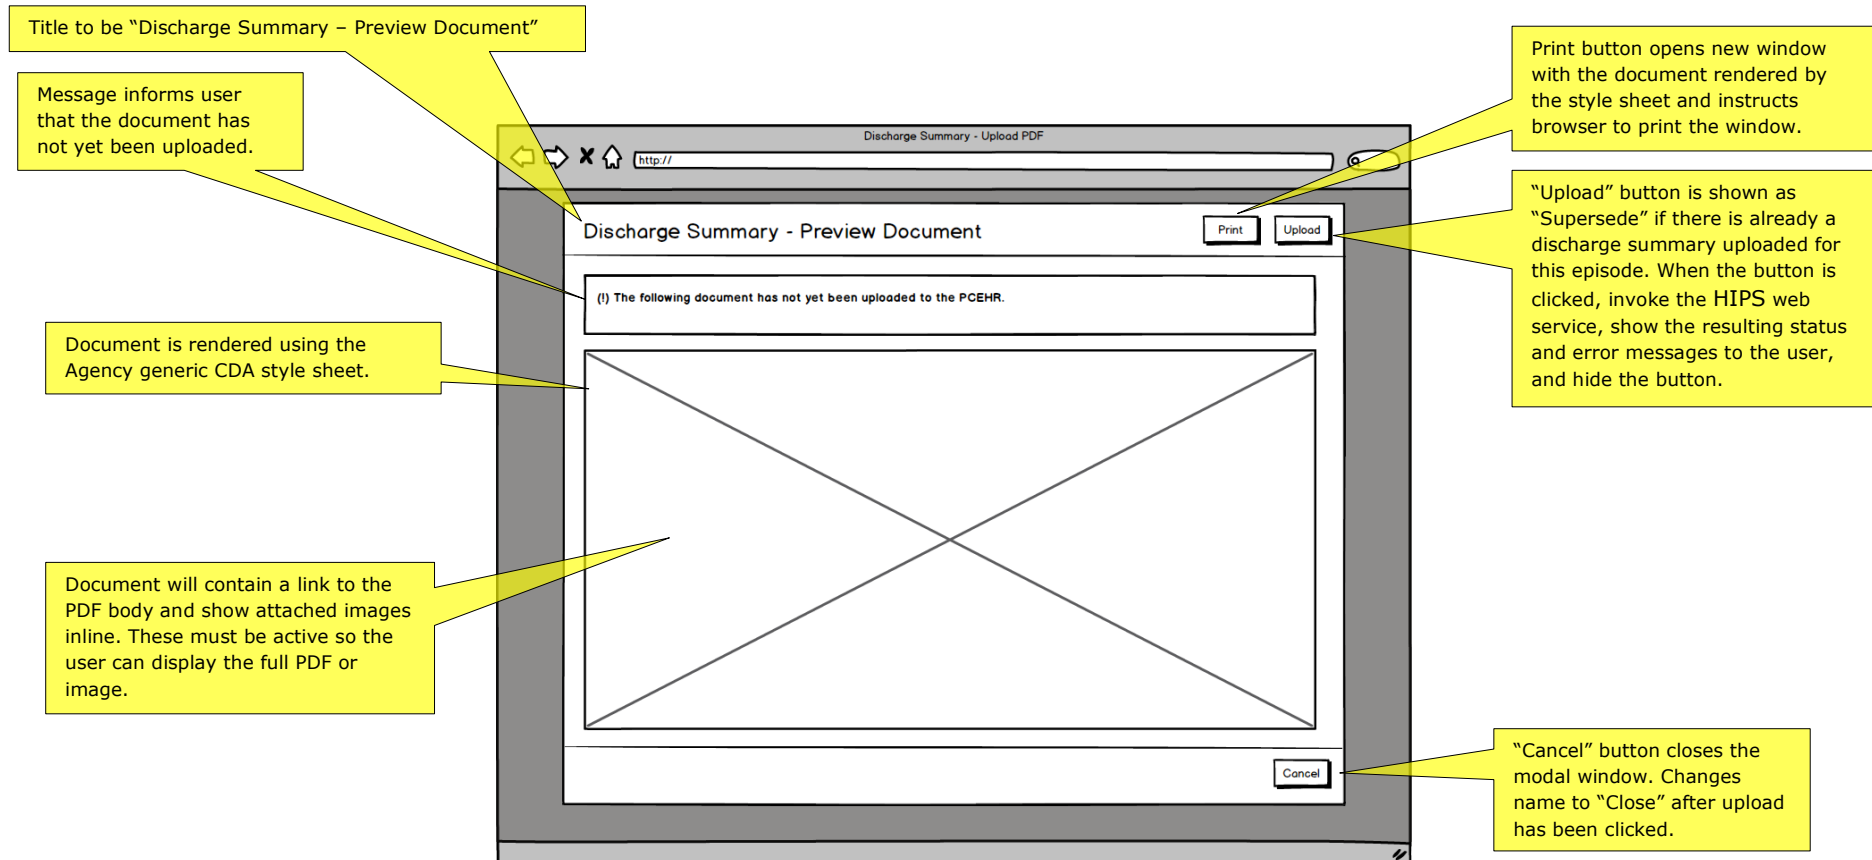 Title to be “Discharge Summary – Preview Document”
Message informs user
that the document has
not yet been uploaded.
Document is rendered using the
Agency generic CDA style sheet.
Document will contain a link to the
PDF body and show attached images
inline. These must be active so the
user can display the full PDF or
image.
Discharge Summary - Upload PDF
http://
Discharge Summary - Preview Document
Print
Upload
(!) The following document has not yet been uploaded to the PCEHR.
Cancel
Print button opens new window
with the document rendered by
the style sheet and instructs
browser to print the window.
“Upload” button is shown as
“Supersede” if there is already a
discharge summary uploaded for
this episode. When the button is
clicked, invoke the HIPS web
service, show the resulting status
and error messages to the user,
and hide the button.
“Cancel” button closes the
modal window. Changes
name to “Close” after upload
has been clicked.